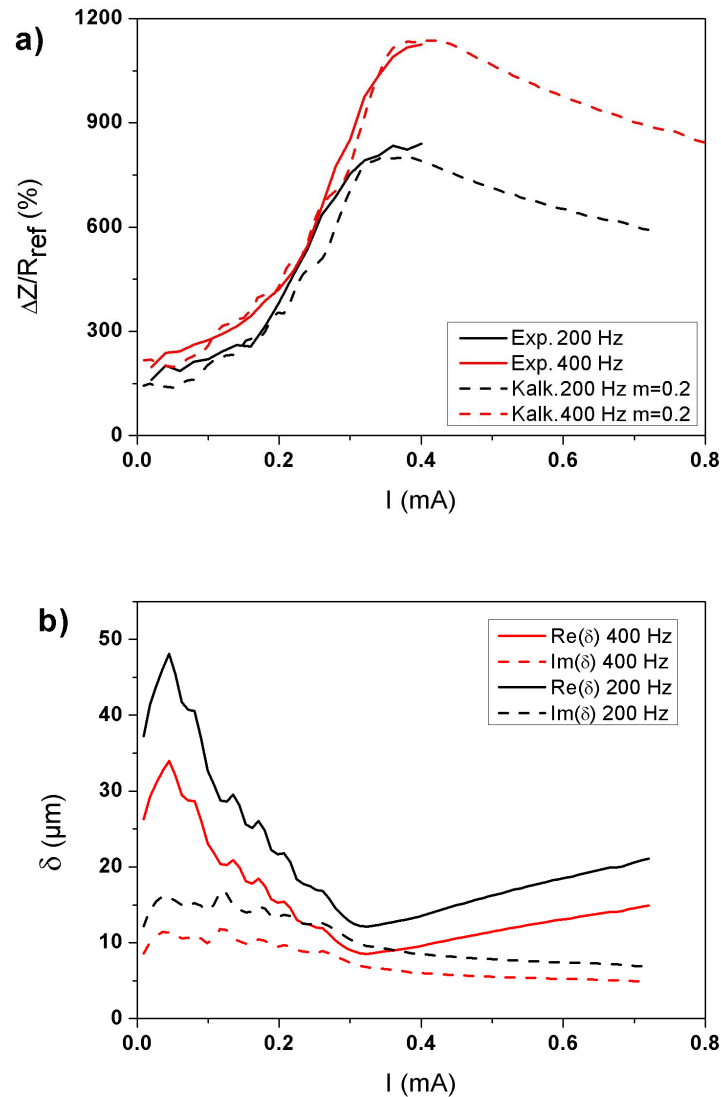 a)
1200
900
600
300
0
ΔZ/R_ref (%)
Exp. 200 Hz
Exp. 400 Hz
Kalk. 200 Hz m=0.2
Kalk. 400 Hz m=0.2
0.0 0.2 0.4 0.6 0.8
I (mA)
b)
50
40
30
20
10
0
δ (µm)
Re(δ) 400 Hz
Im(δ) 400 Hz
Re(δ) 200 Hz
Im(δ) 200 Hz
0.0 0.2 0.4 0.6 0.8
I (mA)